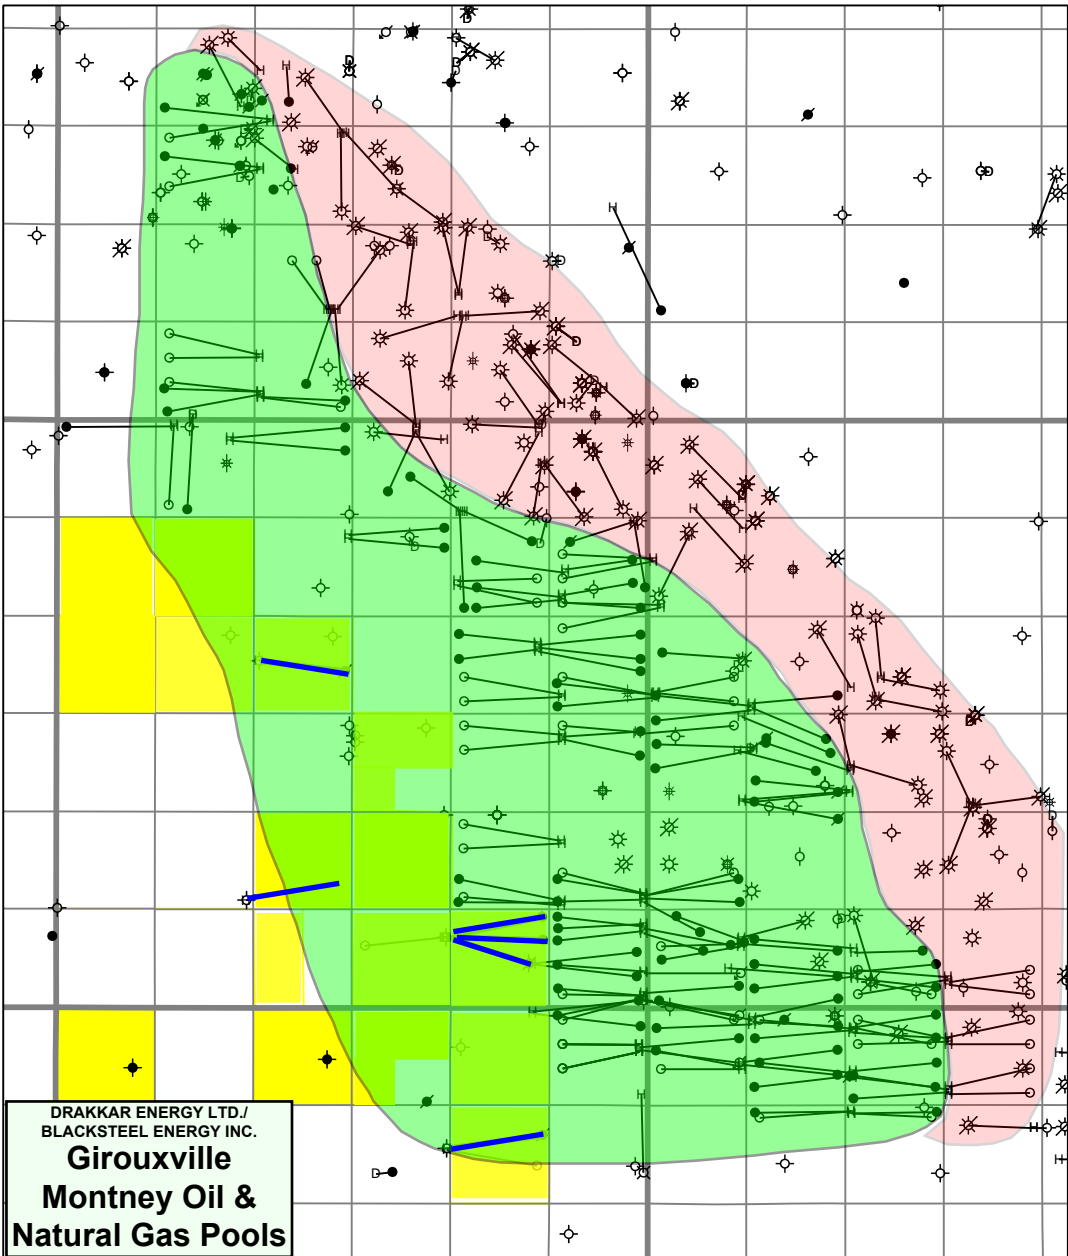 DRAKKAR ENERGY LTD./
BLACKSTEEL ENERGY INC.
Girouxville
Montney Oil &
Natural Gas Pools